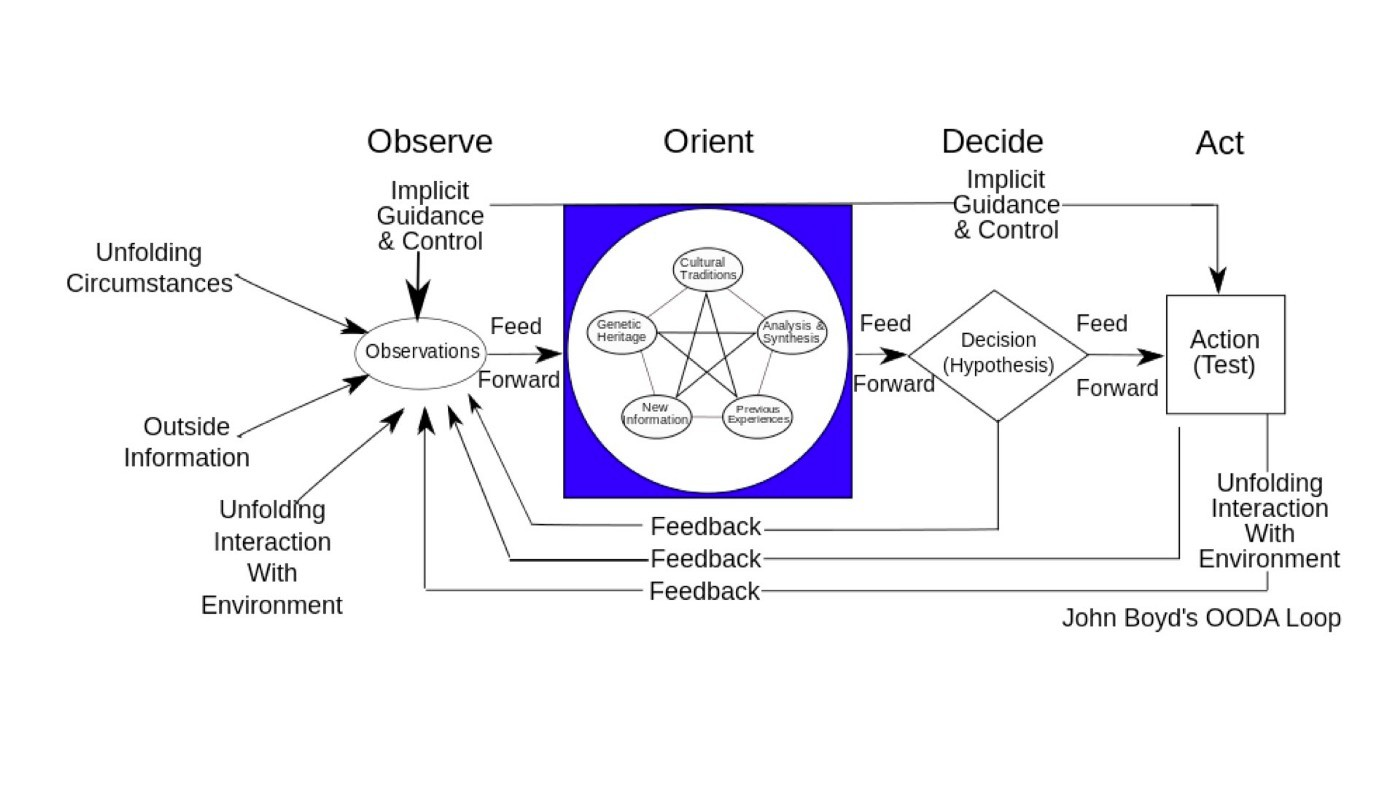 Observe
Orient
Decide
Act
Implicit
Guidance
& Control
Implicit
Guidance
& Control
Unfolding
Circumstances
Observations
Outside
Information
Unfolding
Interaction
With
Environment
Feed
Forward
Cultural
Traditions
Genetic
Heritage
Analysis &
Synthesis
New
Information
Previous
Experiences
Feed
Forward
Decision
(Hypothesis)
Feed
Forward
Action
(Test)
Unfolding
Interaction
With
Environment
Feedback
Feedback
Feedback
John Boyd's OODA Loop